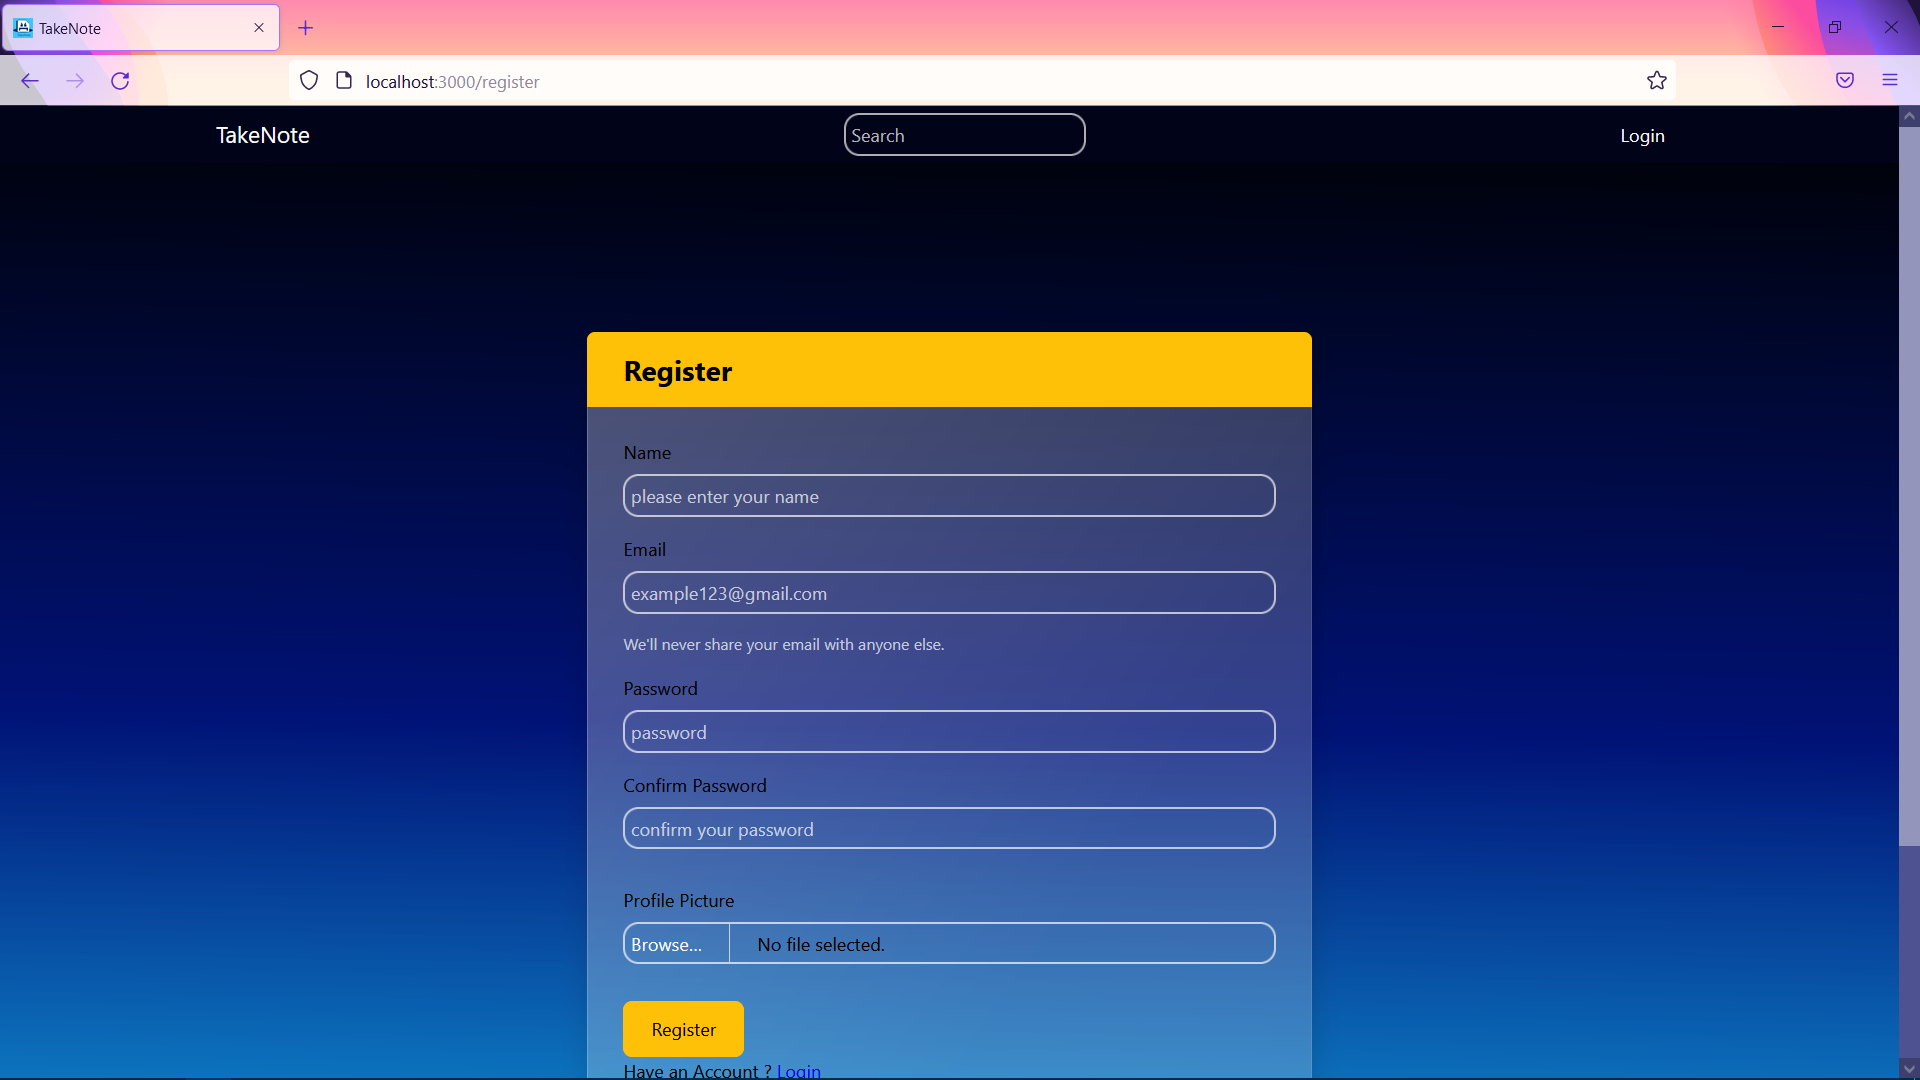 TakeNote
localhost:3000/register
TakeNote
Search
Login
Register
Name
please enter your name
Email
example123@gmail.com
We'll never share your email with anyone else.
Password
password
Confirm Password
confirm your password
Profile Picture
Browse... No file selected.
Register
Have an Account ? Login